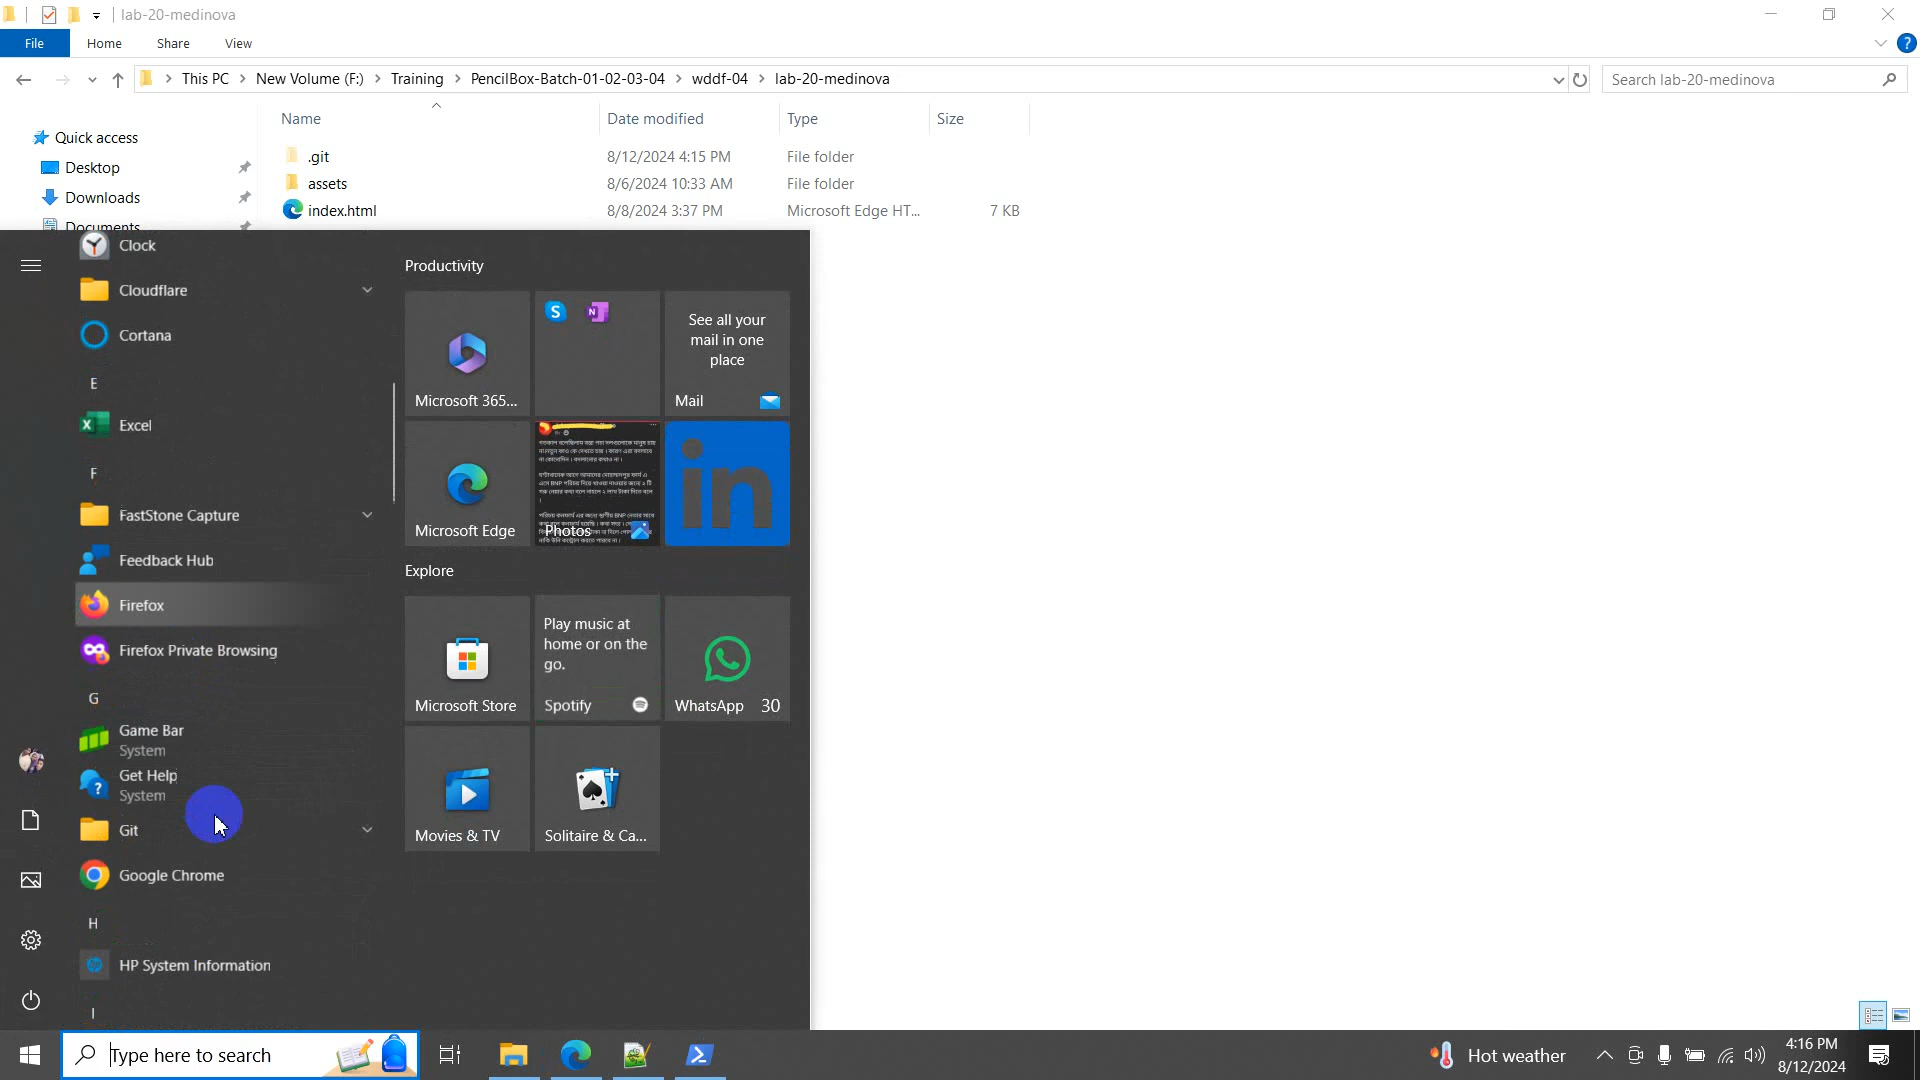 lab-20-medinova
File
Home
Share
View
This PC
New Volume (F:)
Training
PencilBox-Batch-01-02-03-04
wddf-04
lab-20-medinova
Search lab-20-medinova
Name
Date modified
Type
Size
Quick access
Desktop
Downloads
Documents
.git
8/12/2024 4:15 PM
File folder
assets
8/6/2024 10:33 AM
File folder
index.html
8/8/2024 3:37 PM
Microsoft Edge HT...
7 KB
Clock
Cloudflare
Cortana
E
Excel
F
FastStone Capture
Feedback Hub
Firefox
Firefox Private Browsing
G
Game Bar
System
Get Help
System
Git
Google Chrome
H
HP System Information
I
Productivity
Microsoft 365...
See all your
mail in one
place
Mail
Microsoft Edge
Photos
in
Explore
Microsoft Store
Play music at
home or on the
go.
Spotify
WhatsApp 30
Movies & TV
Solitaire & Ca...
Type here to search
Hot weather
4:16 PM
8/12/2024